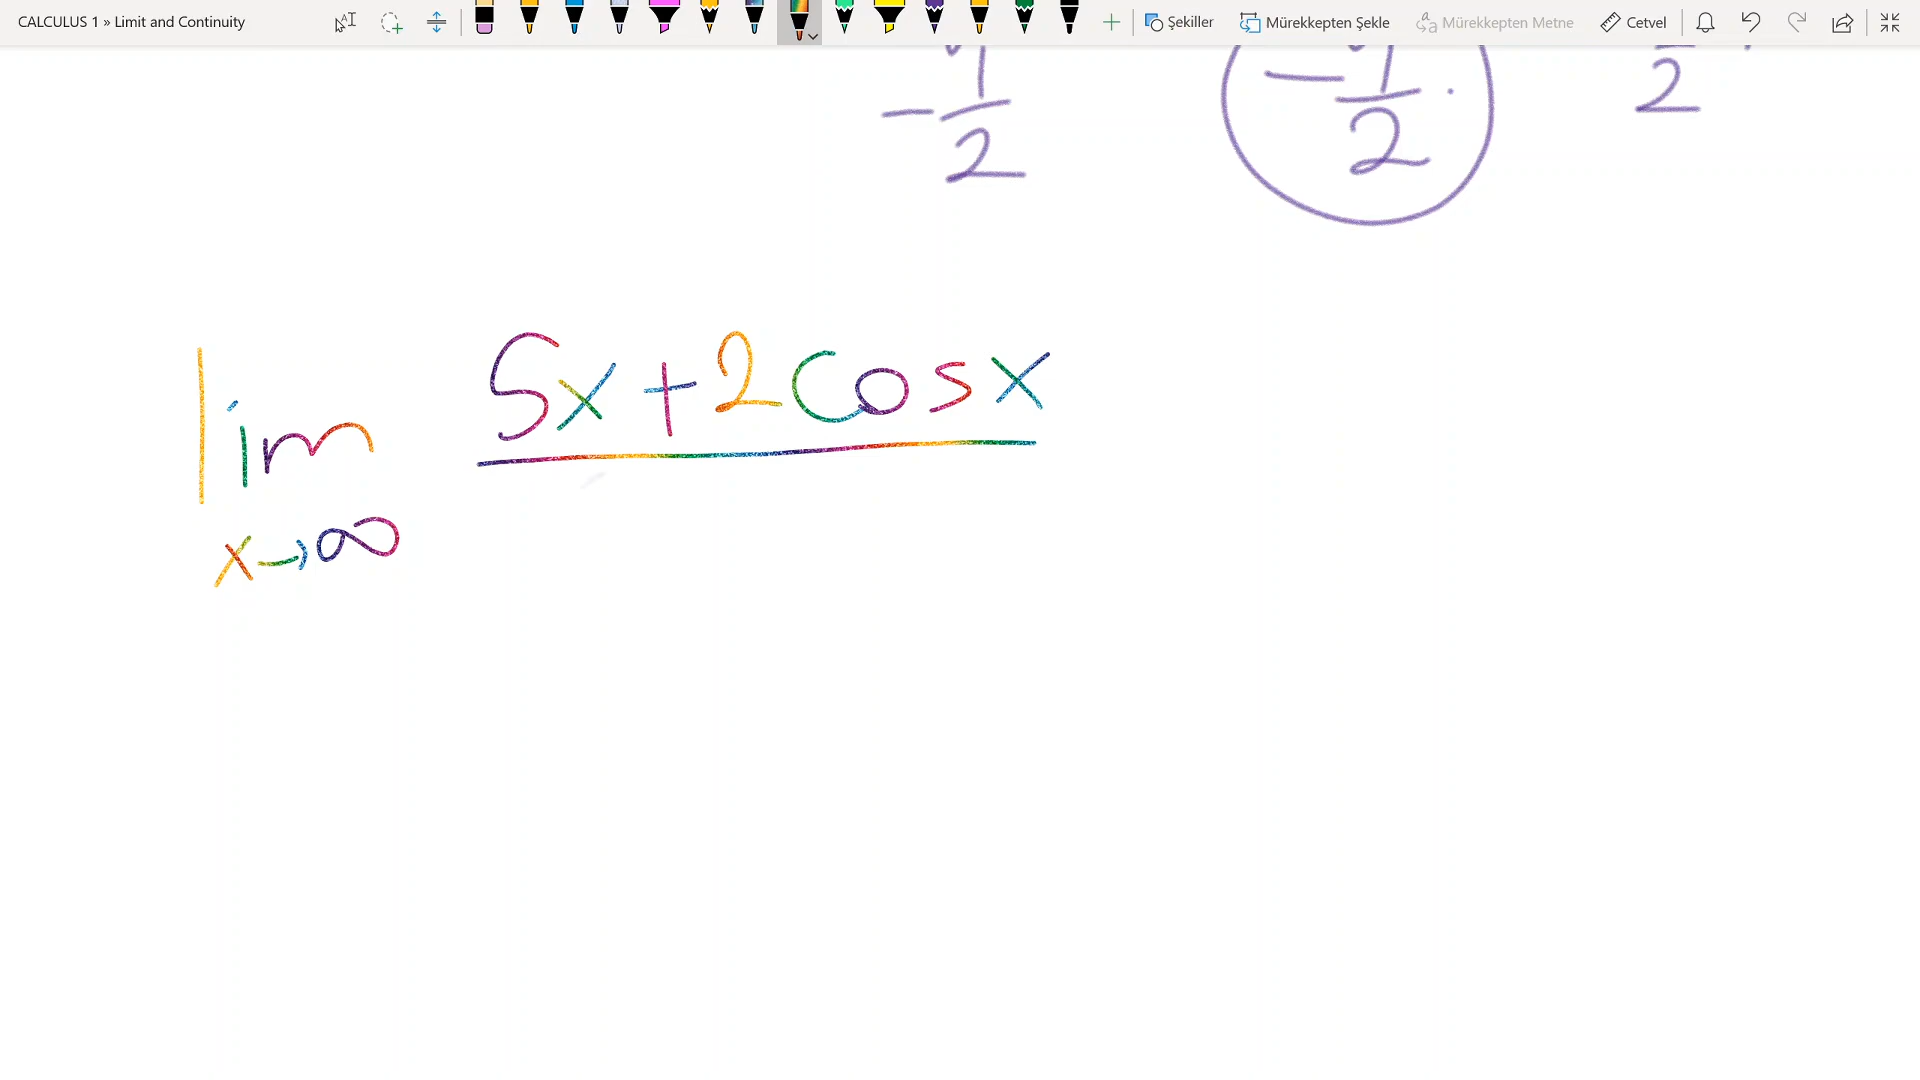 CALCULUS 1 » Limit and Continuity Şekiller Mürekkepten Şekle Mürekkepten Metne Cetvel
- 1/2 - 1/2 . 2
lim 5x+2cosx
x→∞